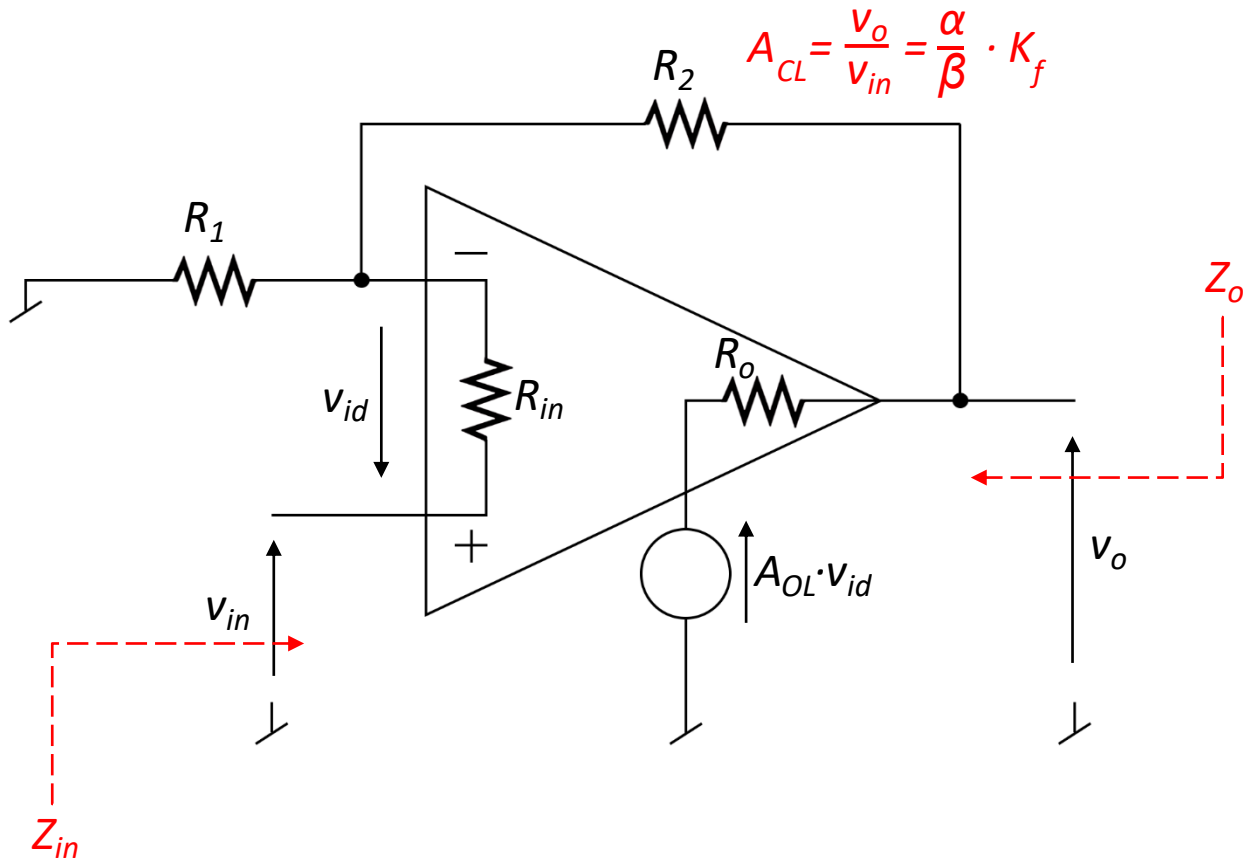 A_CL = v_o/v_in = α/β · K_f
R_2
R_1
−
Z_o
R_o
v_id
R_in
+
A_OL·v_id
v_o
v_in
Z_in